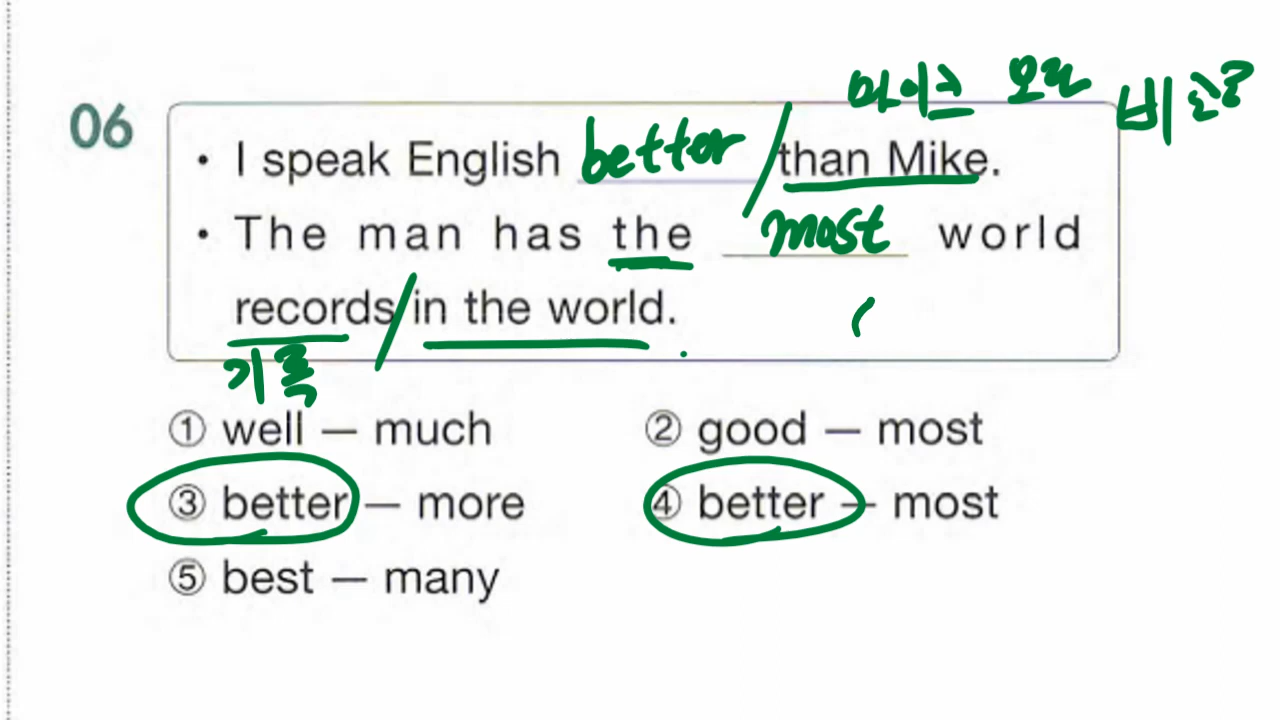 마이크 보다 비교급
06
• I speak English better / than Mike.
• The man has the most world
records / in the world.
기록
① well — much ② good — most
③ better — more ④ better — most
⑤ best — many